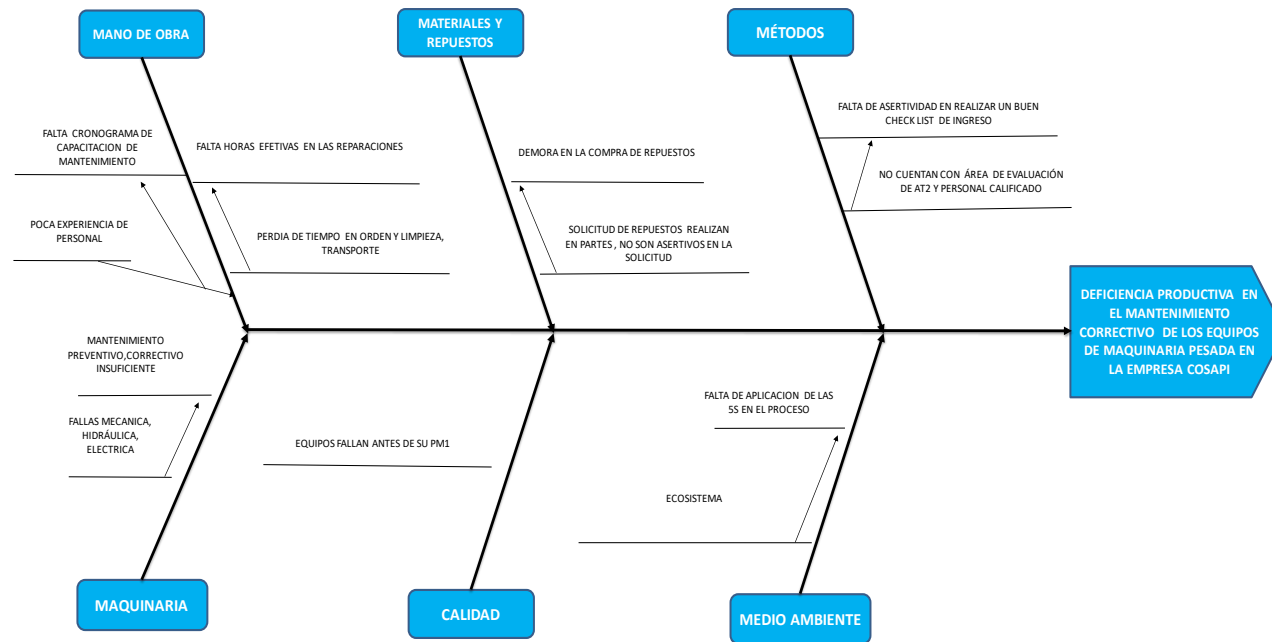 MANO DE OBRA
MATERIALES Y
REPUESTOS
MÉTODOS
FALTA CRONOGRAMA DE
CAPACITACION DE
MANTENIMIENTO
FALTA HORAS EFETIVAS EN LAS REPARACIONES
POCA EXPERIENCIA DE
PERSONAL
PERDIA DE TIEMPO EN ORDEN Y LIMPIEZA,
TRANSPORTE
DEMORA EN LA COMPRA DE REPUESTOS
SOLICITUD DE REPUESTOS REALIZAN
EN PARTES , NO SON ASERTIVOS EN LA
SOLICITUD
FALTA DE ASERTIVIDAD EN REALIZAR UN BUEN
CHECK LIST DE INGRESO
NO CUENTAN CON ÁREA DE EVALUACIÓN
DE AT2 Y PERSONAL CALIFICADO
DEFICIENCIA PRODUCTIVA EN
EL MANTENIMIENTO
CORRECTIVO DE LOS EQUIPOS
DE MAQUINARIA PESADA EN
LA EMPRESA COSAPI
MANTENIMIENTO
PREVENTIVO,CORRECTIVO
INSUFICIENTE
FALLAS MECANICA,
HIDRÁULICA,
ELECTRICA
EQUIPOS FALLAN ANTES DE SU PM1
FALTA DE APLICACION DE LAS
5S EN EL PROCESO
ECOSISTEMA
MAQUINARIA
CALIDAD
MEDIO AMBIENTE